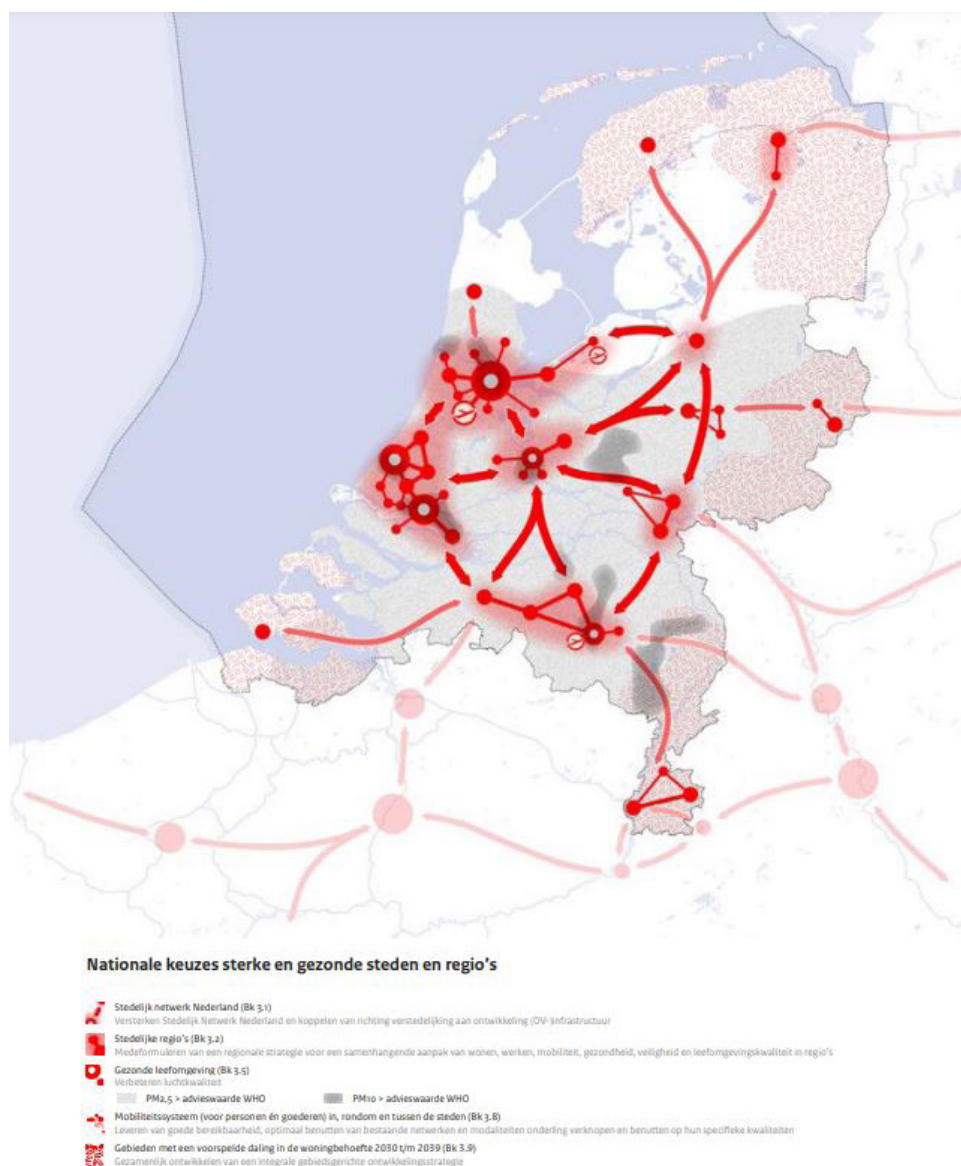 Nationale keuzes sterke en gezonde steden en regio's
Stedelijk netwerk Nederland (Bk 3.1)
Versterken Stedelijk Netwerk Nederland en koppelen van richting verstedelijking aan ontwikkeling (OV-)infrastructuur
Stedelijke regio's (Bk 3.2)
Medeformuleren van een regionale strategie voor een samenhangende aanpak van wonen, werken, mobiliteit, gezondheid, veiligheid en leefomgevingskwaliteit in regio's
Gezonde leefomgeving (Bk 3.5)
Verbeteren luchtkwaliteit
PM2,5 > advieswaarde WHO PM10 > advieswaarde WHO
Mobiliteitssysteem (voor personen én goederen) in, rondom en tussen de steden (Bk 3.8)
Leveren van goede bereikbaarheid, optimaal benutten van bestaande netwerken en modaliteiten onderling verknopen en benutten op hun specifieke kwaliteiten
Gebieden met een voorspelde daling in de woningbehoefte 2030 t/m 2039 (Bk 3.9)
Gezamenlijk ontwikkelen van een integrale gebiedsgerichte ontwikkelingsstrategie